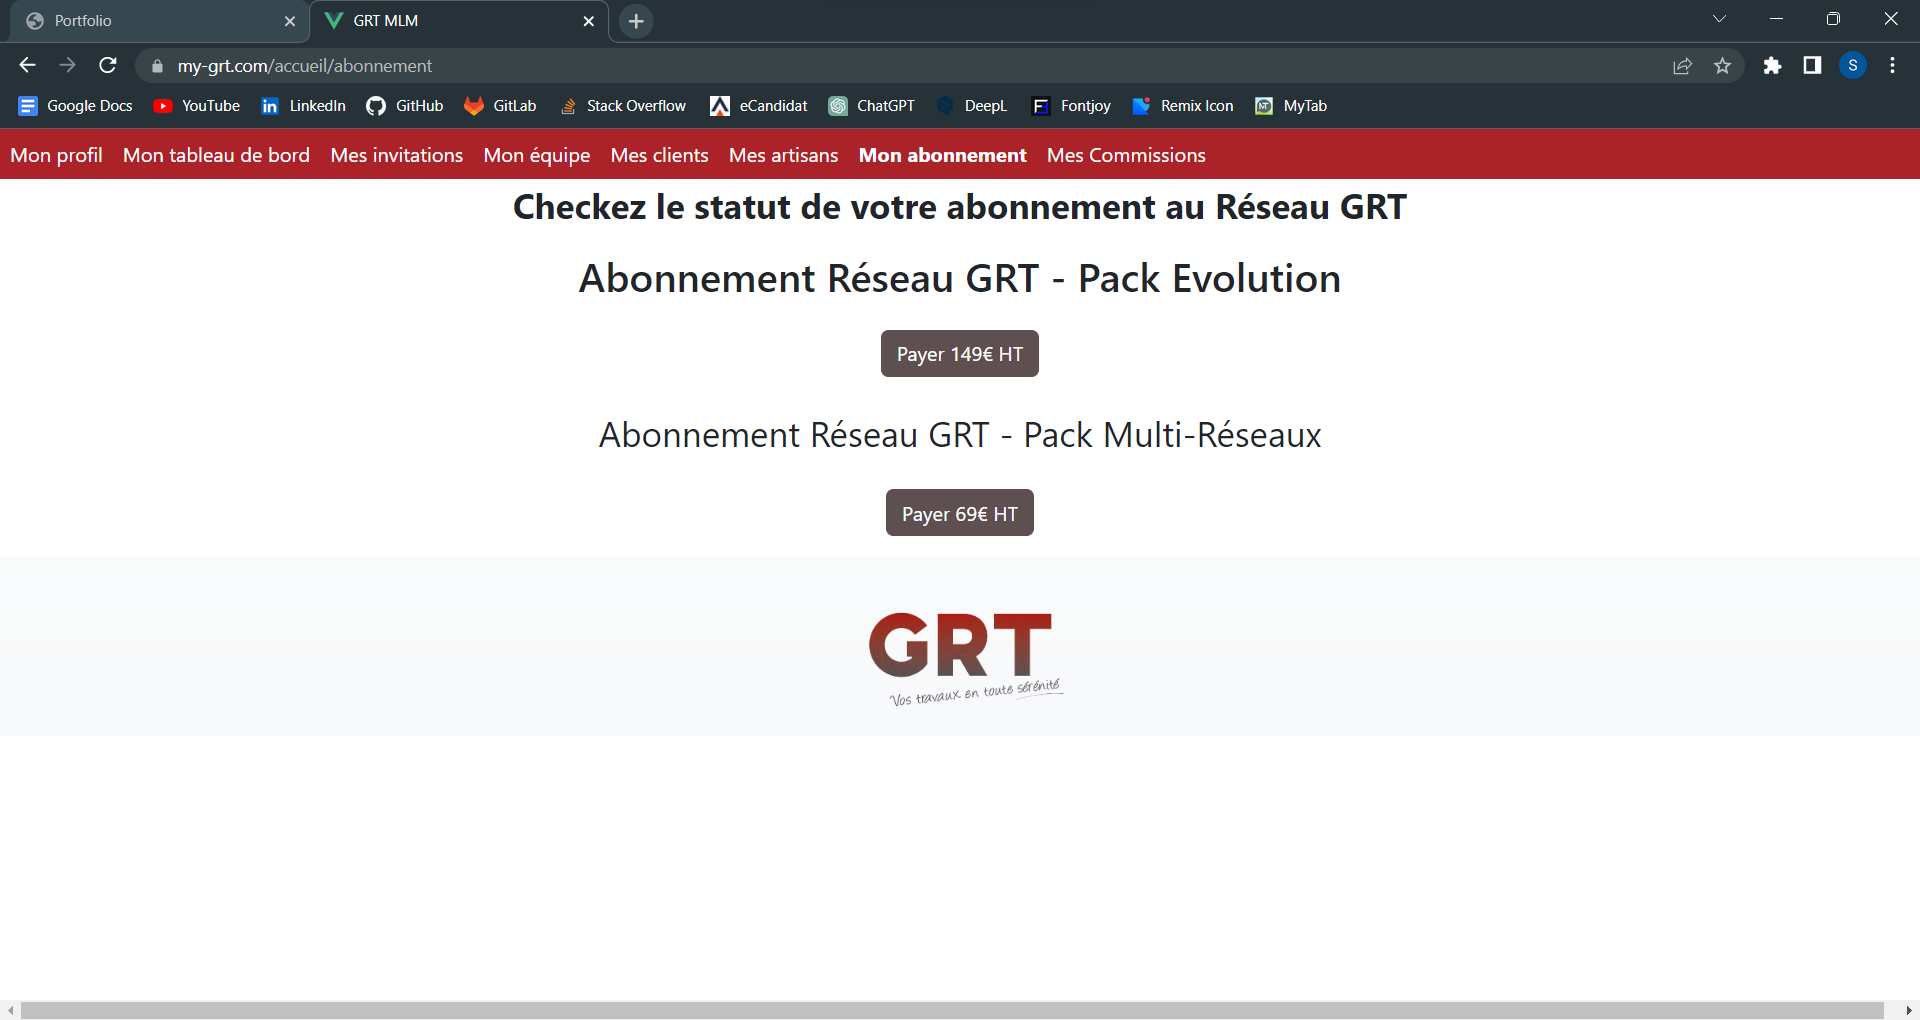 Portfolio
GRT MLM
my-grt.com/accueil/abonnement
S
Google Docs YouTube LinkedIn GitHub GitLab Stack Overflow eCandidat ChatGPT DeepL Fontjoy Remix Icon MyTab
Mon profil Mon tableau de bord Mes invitations Mon équipe Mes clients Mes artisans Mon abonnement Mes Commissions
Checkez le statut de votre abonnement au Réseau GRT
Abonnement Réseau GRT - Pack Evolution
Payer 149€ HT
Abonnement Réseau GRT - Pack Multi-Réseaux
Payer 69€ HT
GRT
Vos travaux en toute sérénité